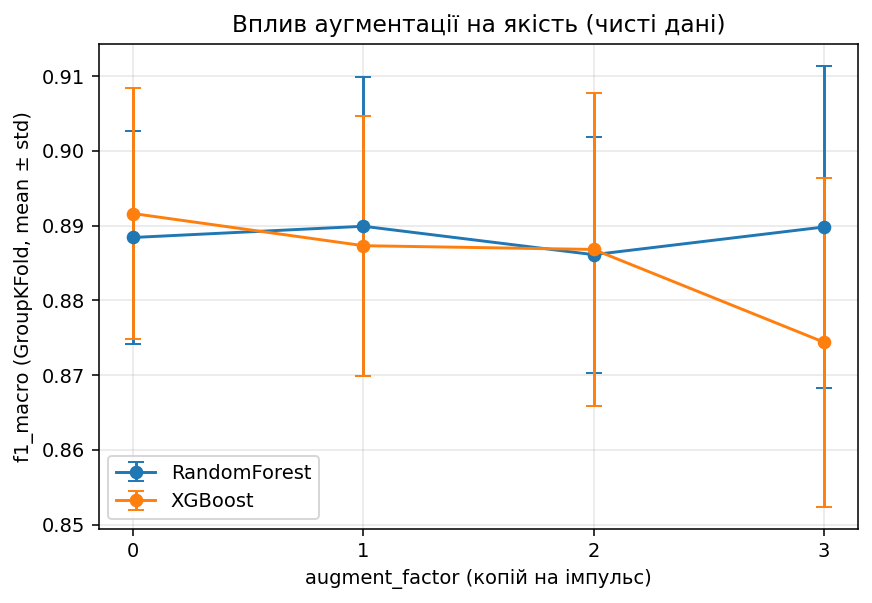 Вплив аугментації на якість (чисті дані)
f1_macro (GroupKFold, mean ± std)
0.91
0.90
0.89
0.88
0.87
0.86
0.85
RandomForest
XGBoost
0 1 2 3
augment_factor (копій на імпульс)